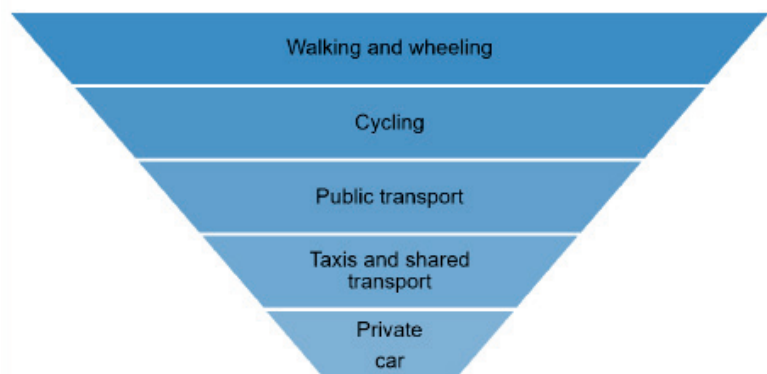 Walking and wheeling
Cycling
Public transport
Taxis and shared
transport
Private
car